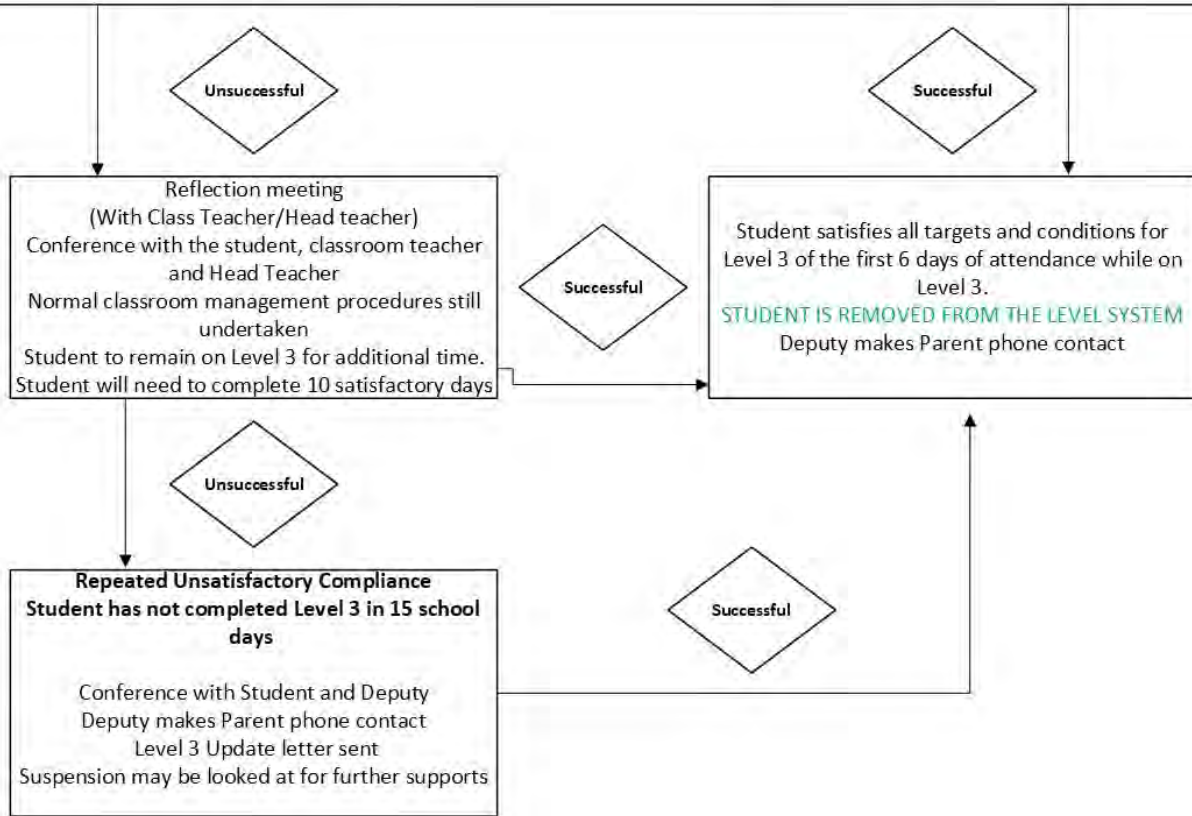 Unsuccessful
Successful
Reflection meeting
(With Class Teacher/Head teacher)
Conference with the student, classroom teacher
and Head Teacher
Normal classroom management procedures still
undertaken
Student to remain on Level 3 for additional time.
Student will need to complete 10 satisfactory days
Successful
Student satisfies all targets and conditions for
Level 3 of the first 6 days of attendance while on
Level 3.
STUDENT IS REMOVED FROM THE LEVEL SYSTEM
Deputy makes Parent phone contact
Unsuccessful
Repeated Unsatisfactory Compliance
Student has not completed Level 3 in 15 school
days
Conference with Student and Deputy
Deputy makes Parent phone contact
Level 3 Update letter sent
Suspension may be looked at for further supports
Successful